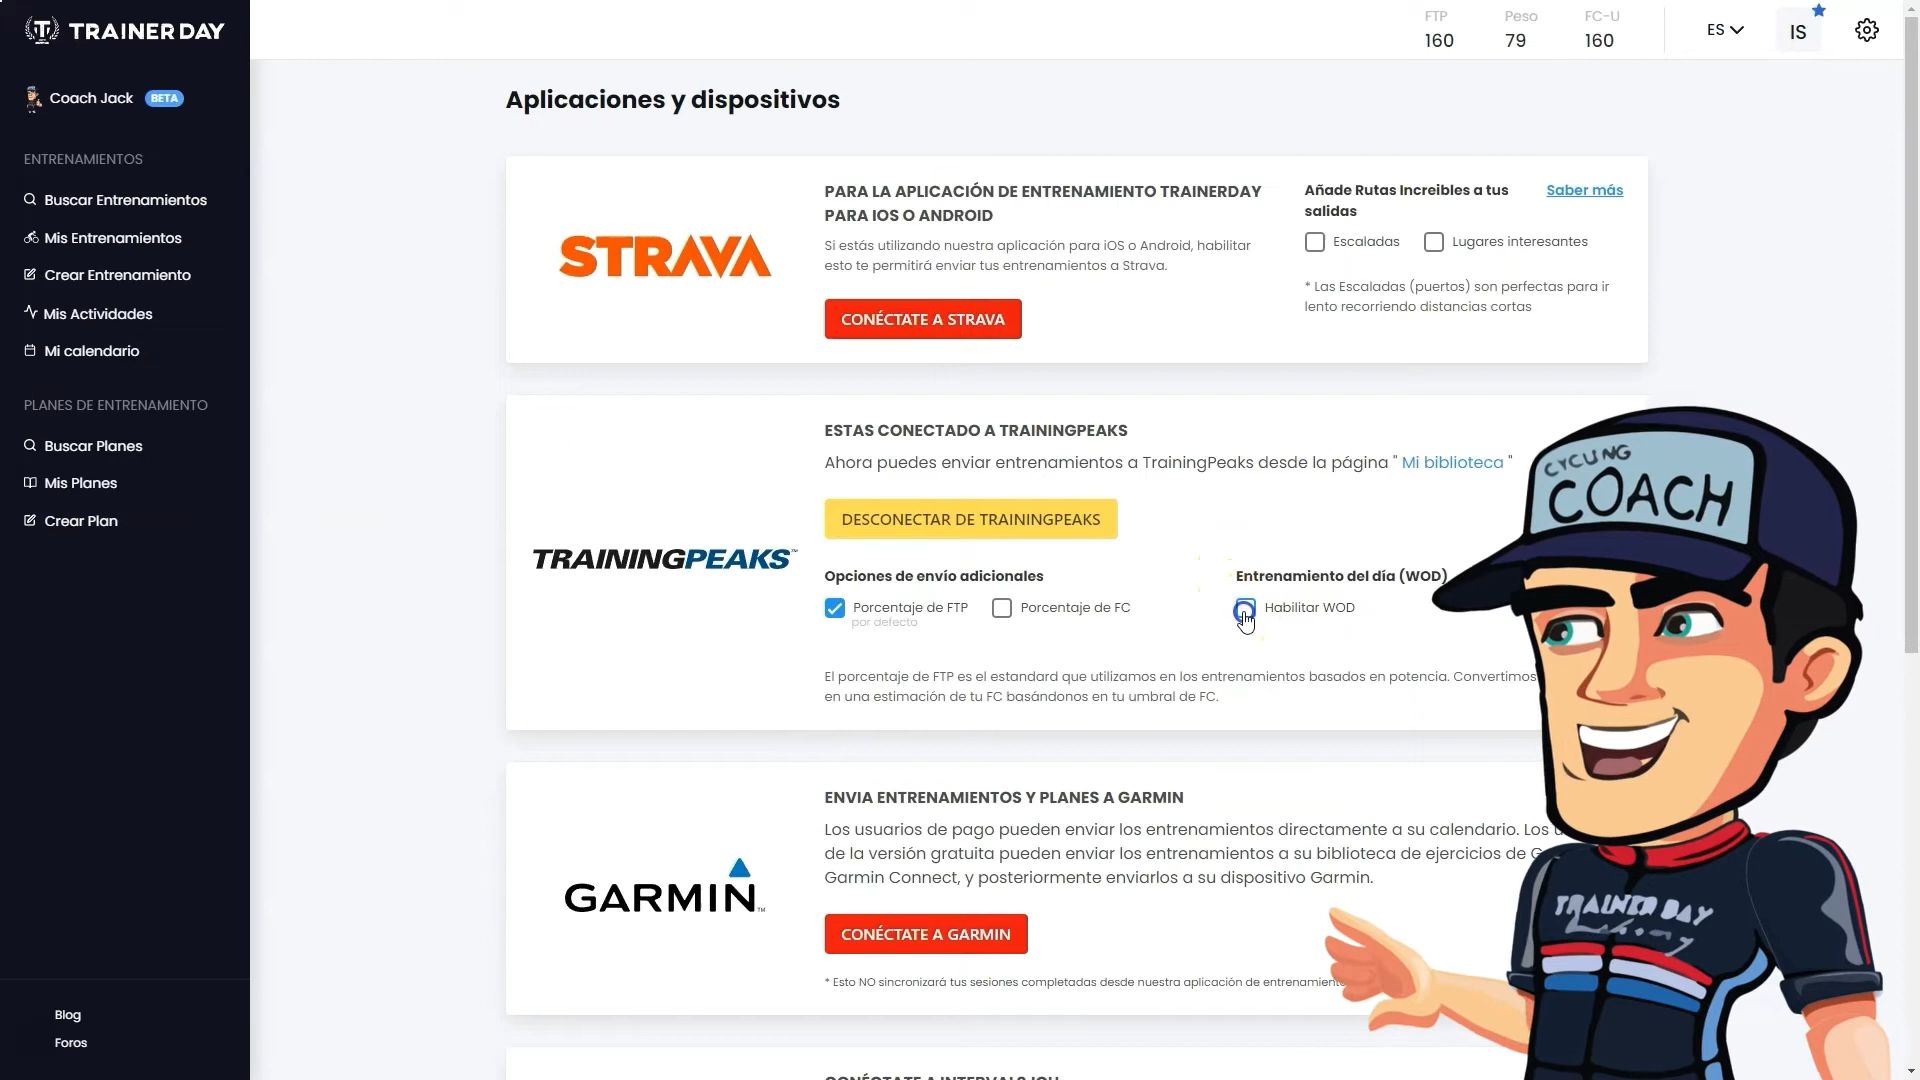 TRAINER DAY
FTP
160
Peso
79
FC-U
160
ES
IS
Coach Jack BETA
ENTRENAMIENTOS
Buscar Entrenamientos
Mis Entrenamientos
Crear Entrenamiento
Mis Actividades
Mi calendario
PLANES DE ENTRENAMIENTO
Buscar Planes
Mis Planes
Crear Plan
Blog
Foros
Aplicaciones y dispositivos
STRAVA
PARA LA APLICACIÓN DE ENTRENAMIENTO TRAINERDAY
PARA IOS O ANDROID
Si estás utilizando nuestra aplicación para iOS o Android, habilitar
esto te permitirá enviar tus entrenamientos a Strava.
CONÉCTATE A STRAVA
Añade Rutas Increibles a tus
salidas
Saber más
Escaladas
Lugares interesantes
* Las Escaladas (puertos) son perfectas para ir
lento recorriendo distancias cortas
TRAININGPEAKS™
ESTAS CONECTADO A TRAININGPEAKS
Ahora puedes enviar entrenamientos a TrainingPeaks desde la página " Mi biblioteca "
DESCONECTAR DE TRAININGPEAKS
Opciones de envío adicionales
Porcentaje de FTP
por defecto
Porcentaje de FC
Entrenamiento del día (WOD)
Habilitar WOD
El porcentaje de FTP es el estandard que utilizamos en los entrenamientos basados en potencia. Convertimos
en una estimación de tu FC basándonos en tu umbral de FC.
GARMIN™
ENVIA ENTRENAMIENTOS Y PLANES A GARMIN
Los usuarios de pago pueden enviar los entrenamientos directamente a su calendario. Los
de la versión gratuita pueden enviar los entrenamientos a su biblioteca de ejercicios de
Garmin Connect, y posteriormente enviarlos a su dispositivo Garmin.
CONÉCTATE A GARMIN
* Esto NO sincronizará tus sesiones completadas desde nuestra aplicación de entrenamiento
CONÉCTATE A INTERVALS.ICU
CYCLING
COACH
TRAINER DAY